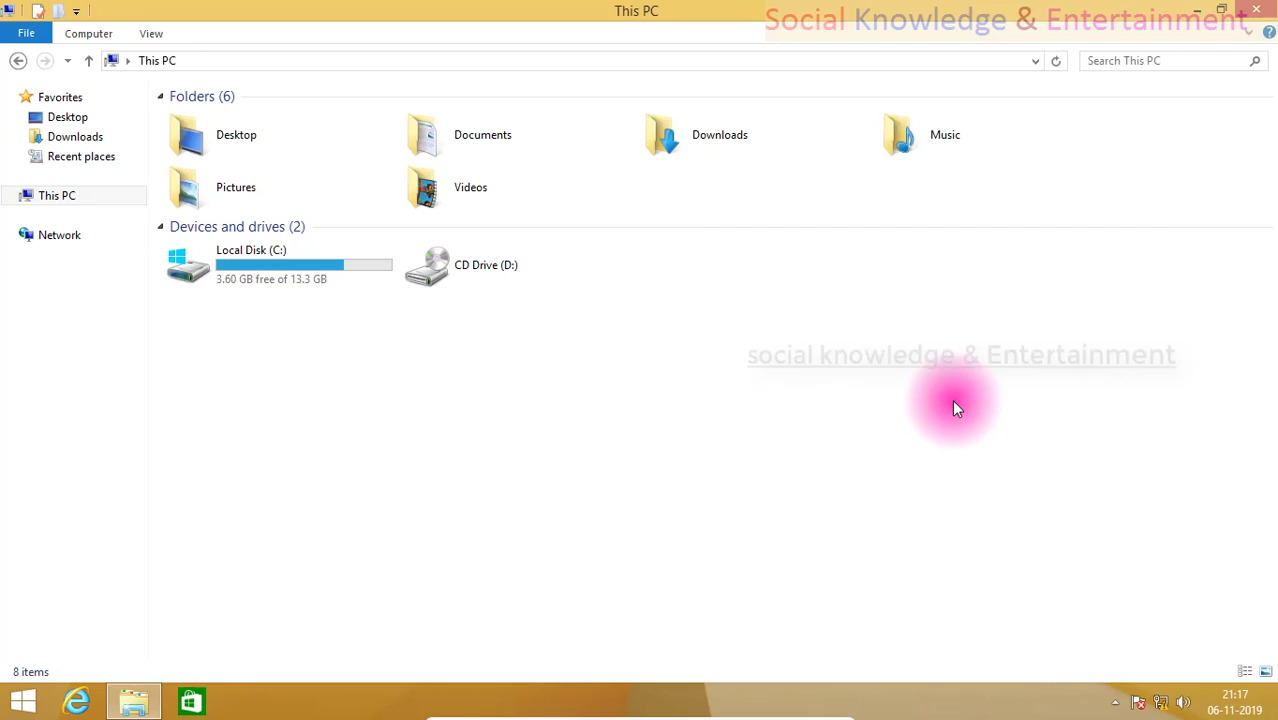 This PC
Social Knowledge & Entertainment
File
Computer
View
This PC
Search This PC
Favorites
Desktop
Downloads
Recent places
This PC
Network
Folders (6)
Desktop
Documents
Downloads
Music
Pictures
Videos
Devices and drives (2)
Local Disk (C:)
3.60 GB free of 13.3 GB
CD Drive (D:)
social knowledge & Entertainment
8 items
21:17
06-11-2019